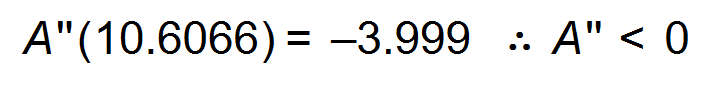 A"(10.6066) = –3.999 ∴ A" < 0